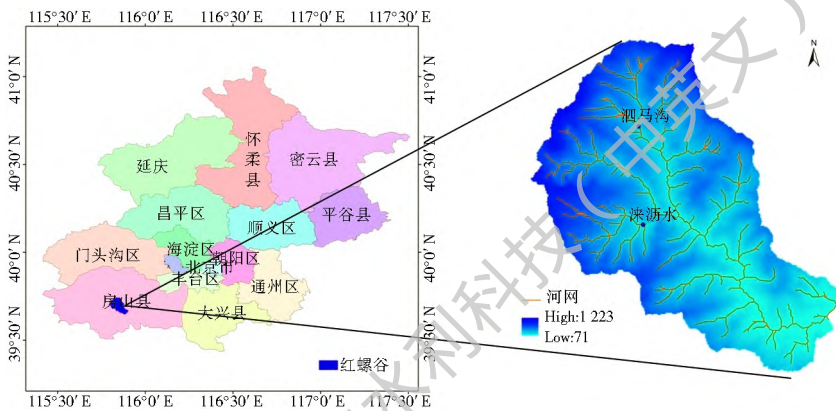 115°30′ E 116°0′ E 116°30′ E 117°0′ E 117°30′ E
41°0′ N
40°30′ N
40°0′ N
39°30′ N
怀柔县
延庆
密云县
昌平区
顺义区
平谷县
门头沟区
海淀区
朝阳区
北京市
丰台区
通州区
房山县
大兴县
红螺谷
41°0′ N
40°30′ N
40°0′ N
39°30′ N
115°30′ E 116°0′ E 116°30′ E 117°0′ E 117°30′ E
N
泗马沟
涞沥水
河网
High:1 223
Low:71
水利科技(中英文)